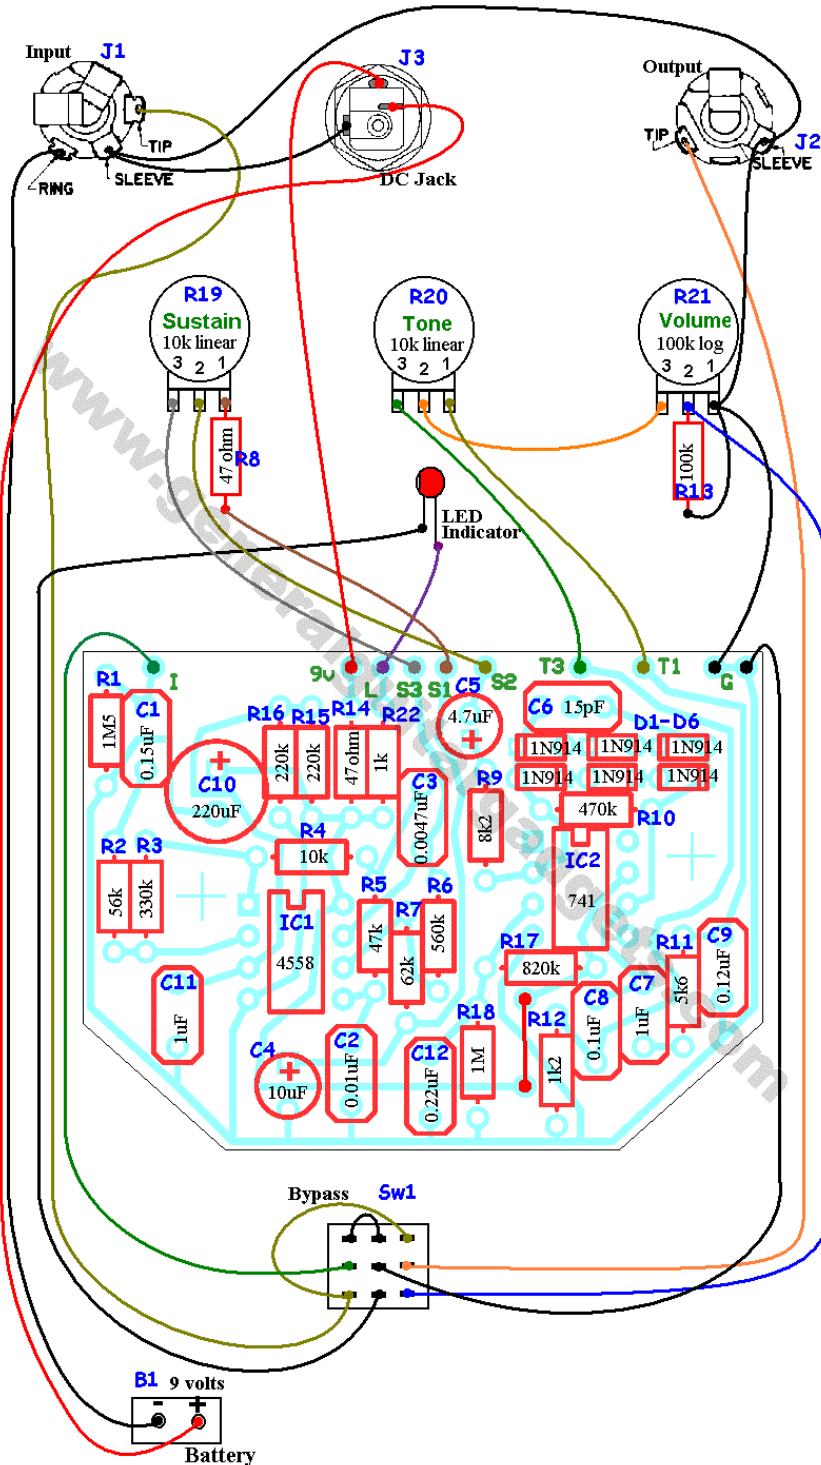 Input J1
J3
Output
TIP
TIP
J2
RING
SLEEVE
DC Jack
SLEEVE
R19
Sustain
10k linear
3 2 1
R20
Tone
10k linear
3 2 1
R21
Volume
100k log
3 2 1
47 ohm
R8
100k
R13
LED
Indicator
www.generalguitargadgets.com
I
9v
L
S3
S1
S2
T3
T1
G
R1
1M5
C1
0.15uF
C10
220uF
R16
220k
R15
220k
R14
47ohm
R22
1k
C5
4.7uF
C6
15pF
D1-D6
1N914
1N914
1N914
1N914
1N914
1N914
C3
0.0047uF
R9
8k2
470k
R10
R4
10k
IC2
741
R2
56k
R3
330k
IC1
4558
R5
47k
R7
62k
R6
560k
R17
820k
R11
5k6
C9
0.12uF
C11
1uF
C8
0.1uF
C7
1uF
R12
1k2
R18
1M
C4
10uF
C2
0.01uF
C12
0.22uF
Bypass
Sw1
B1 9 volts
- +
Battery